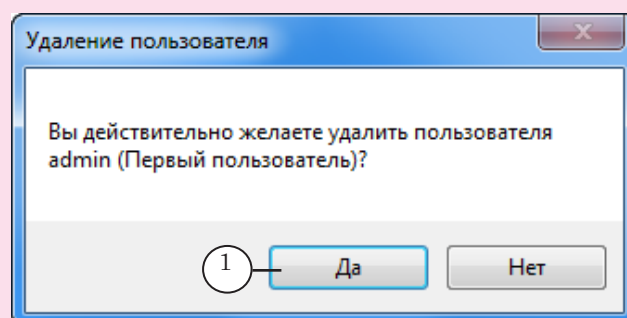 Удаление пользователя
Вы действительно желаете удалить пользователя
admin (Первый пользователь)?
1
Да
Нет